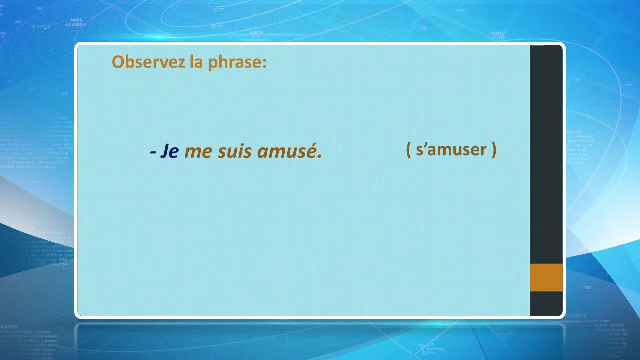 Observez la phrase:
- Je me suis amusé. ( s’amuser )